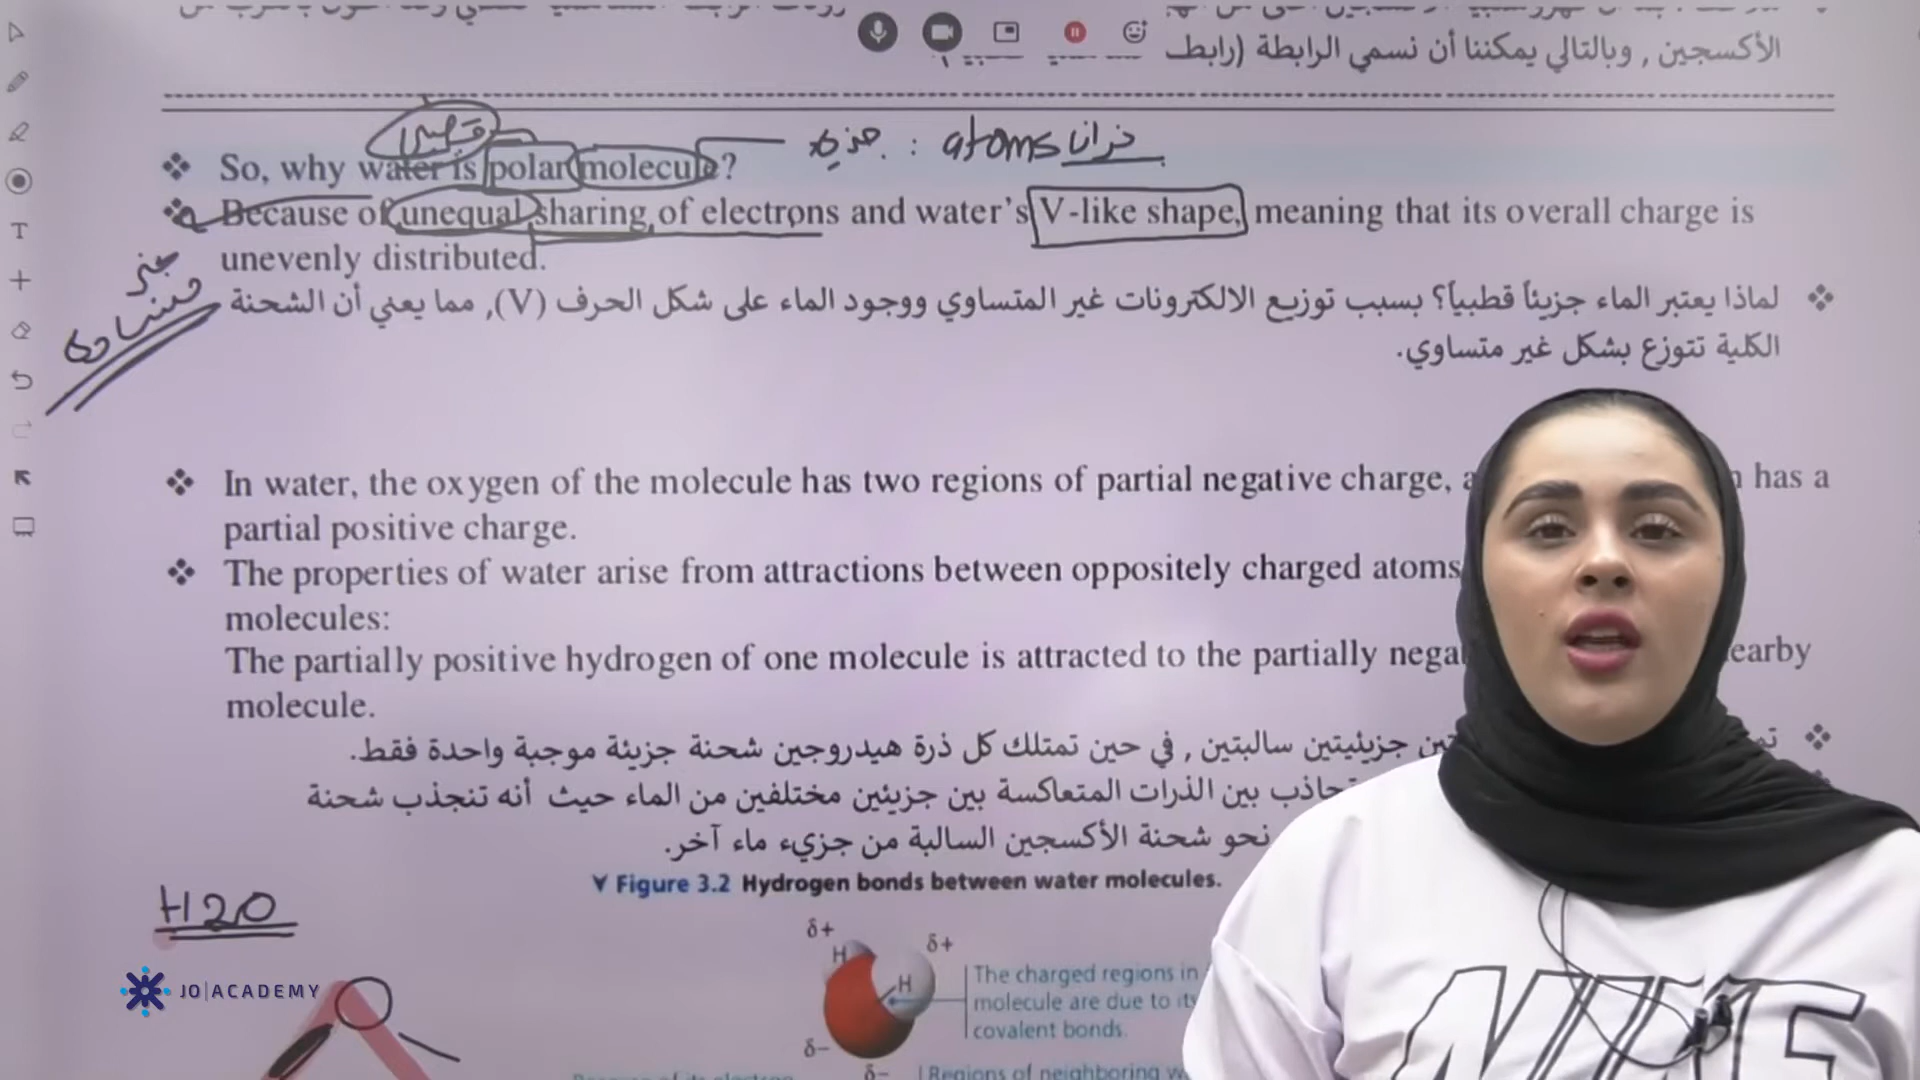 الأكسجين , وبالتالي يمكننا أن نسمي الرابطة (رابطـ
قطبي
جزيء : atoms ذرات
So, why water is polar molecule?
Because of unequal sharing of electrons and water's V-like shape, meaning that its overall charge is
unevenly distributed.
غير
متساوي
لماذا يعتبر الماء جزيئاً قطبياً؟ بسبب توزيع الالكترونات غير المتساوي ووجود الماء على شكل الحرف (V), مما يعني أن الشحنة
الكلية تتوزع بشكل غير متساوي.
In water, the oxygen of the molecule has two regions of partial negative charge, has a
partial positive charge.
The properties of water arise from attractions between oppositely charged atoms
molecules:
The partially positive hydrogen of one molecule is attracted to the partially nega earby
molecule.
تين جزيئيتين سالبتين , في حين تمتلك كل ذرة هيدروجين شحنة جزيئة موجبة واحدة فقط.
تجاذب بين الذرات المتعاكسة بين جزيئين مختلفين من الماء حيث أنه تنجذب شحنة
نحو شحنة الأكسجين السالبة من جزيء ماء آخر.
Figure 3.2 Hydrogen bonds between water molecules.
H2O
δ+
δ+
H
H
The charged regions in
molecule are due to its
covalent bonds.
δ−
δ−
Regions of neighboring w
JO|ACADEMY
NIKE